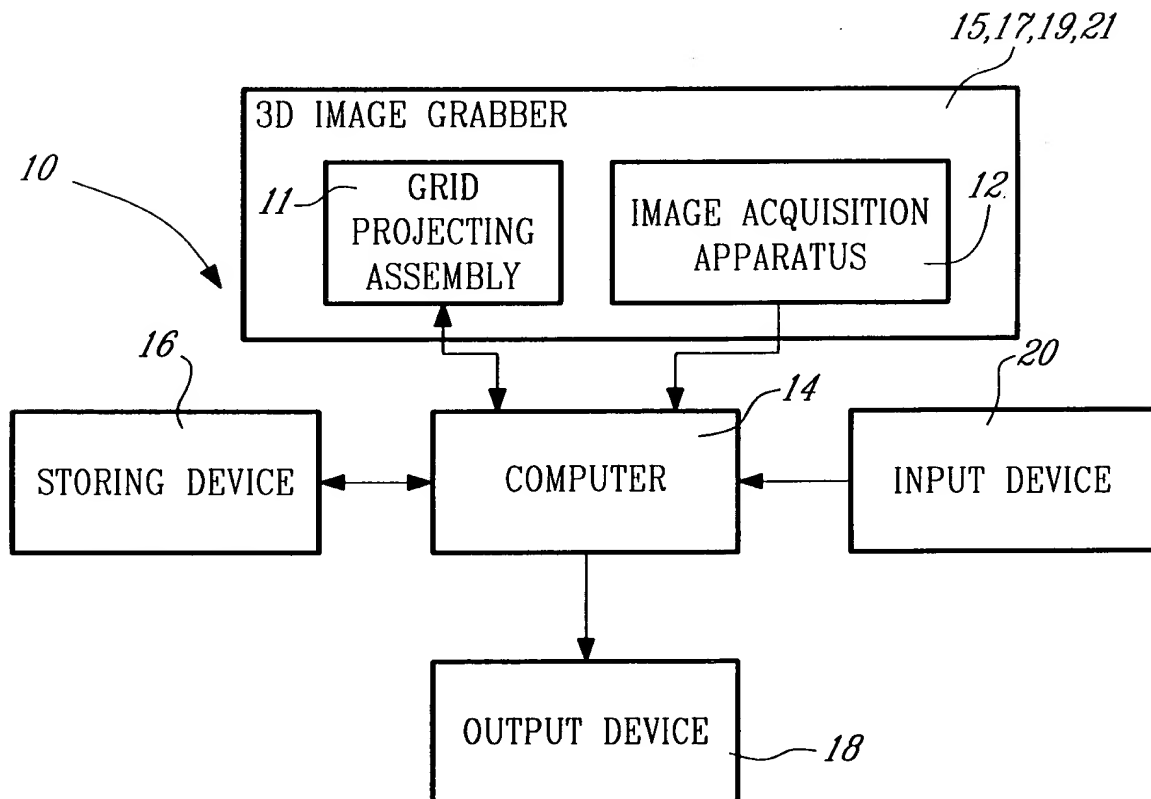 15,17,19,21
3D IMAGE GRABBER
10
11
GRID
PROJECTING
ASSEMBLY
IMAGE ACQUISITION
APPARATUS
12
16
14
20
STORING DEVICE
COMPUTER
INPUT DEVICE
OUTPUT DEVICE
18